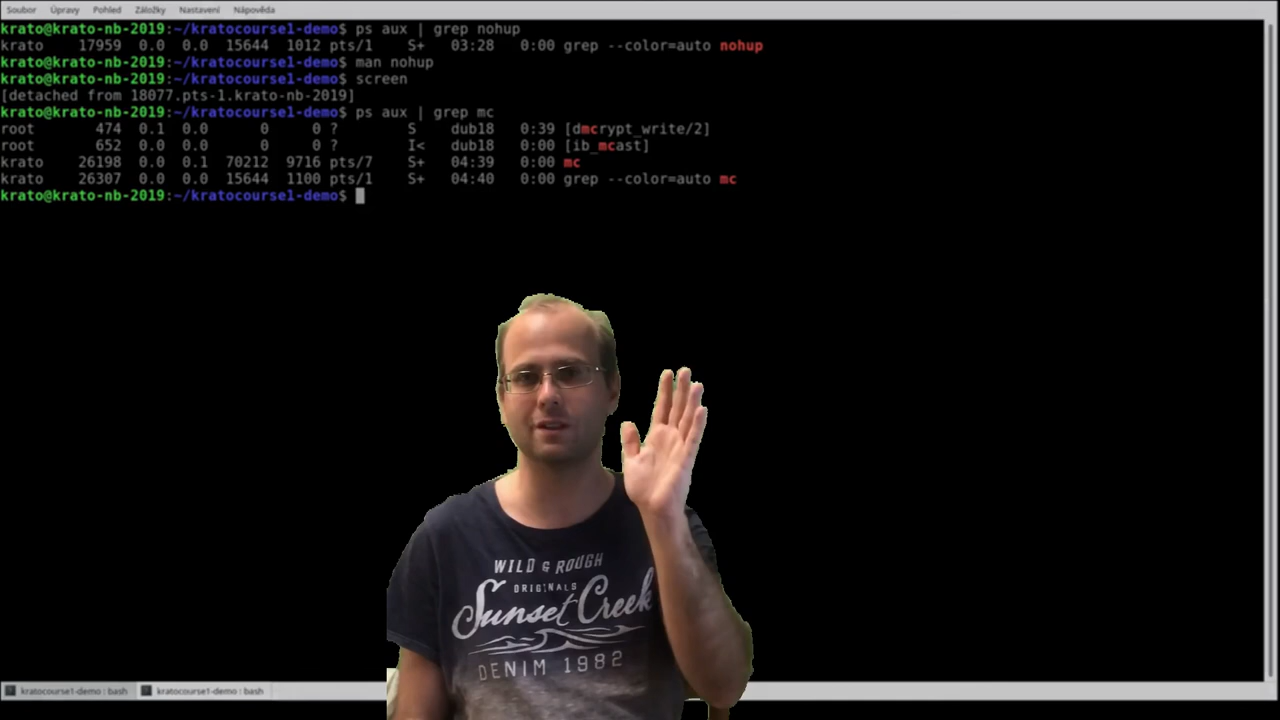 Soubor Úpravy Pohled Záložky Nastavení Nápověda
krato@krato-nb-2019:~/kratocourse1-demo$ ps aux | grep nohup
krato 17959 0.0 0.0 15644 1012 pts/1 S+ 03:28 0:00 grep --color=auto nohup
krato@krato-nb-2019:~/kratocourse1-demo$ man nohup
krato@krato-nb-2019:~/kratocourse1-demo$ screen
[detached from 18077.pts-1.krato-nb-2019]
krato@krato-nb-2019:~/kratocourse1-demo$ ps aux | grep mc
root 474 0.1 0.0 0 0 ? S dub18 0:39 [dmcrypt_write/2]
root 652 0.0 0.0 0 0 ? I< dub18 0:00 [ib_mcast]
krato 26198 0.0 0.1 70212 9716 pts/7 S+ 04:39 0:00 mc
krato 26307 0.0 0.0 15644 1100 pts/1 S+ 04:40 0:00 grep --color=auto mc
krato@krato-nb-2019:~/kratocourse1-demo$
WILD & ROUGH
ORIGINALS
Sunset Creek
DENIM 1982
kratocourse1-demo : bash kratocourse1-demo : bash